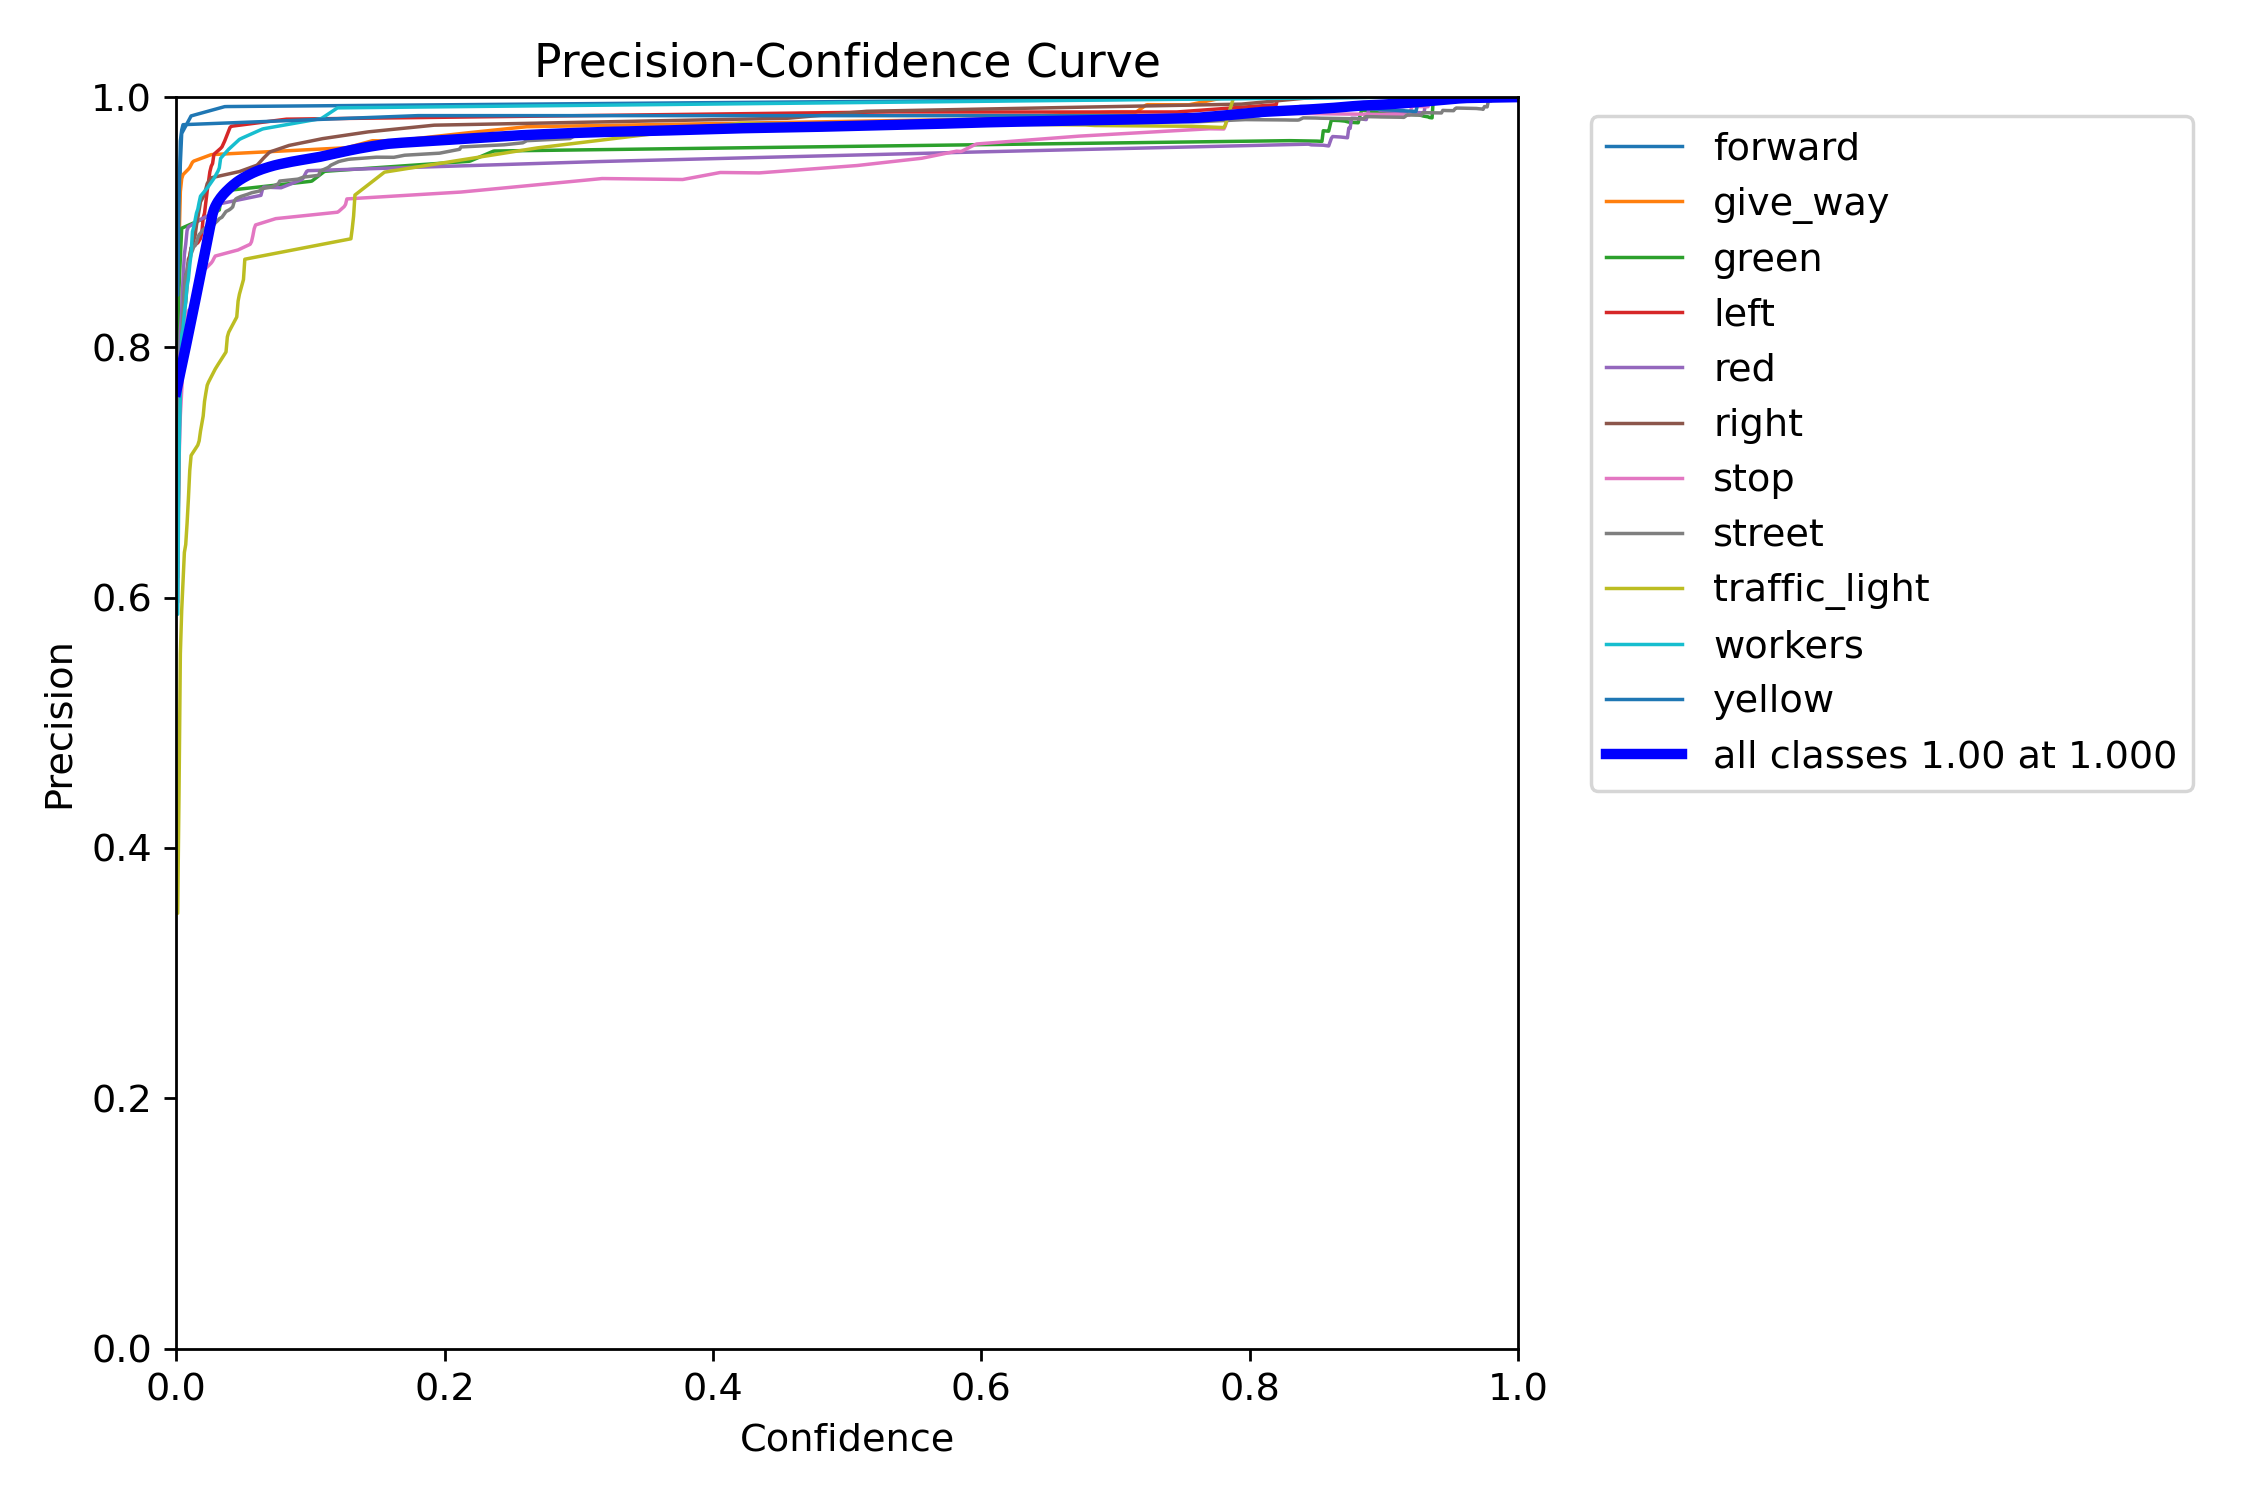 Precision-Confidence Curve
1.0
0.8
0.6
0.4
0.2
0.0
Precision
0.0 0.2 0.4 0.6 0.8 1.0
Confidence
forward
give_way
green
left
red
right
stop
street
traffic_light
workers
yellow
all classes 1.00 at 1.000